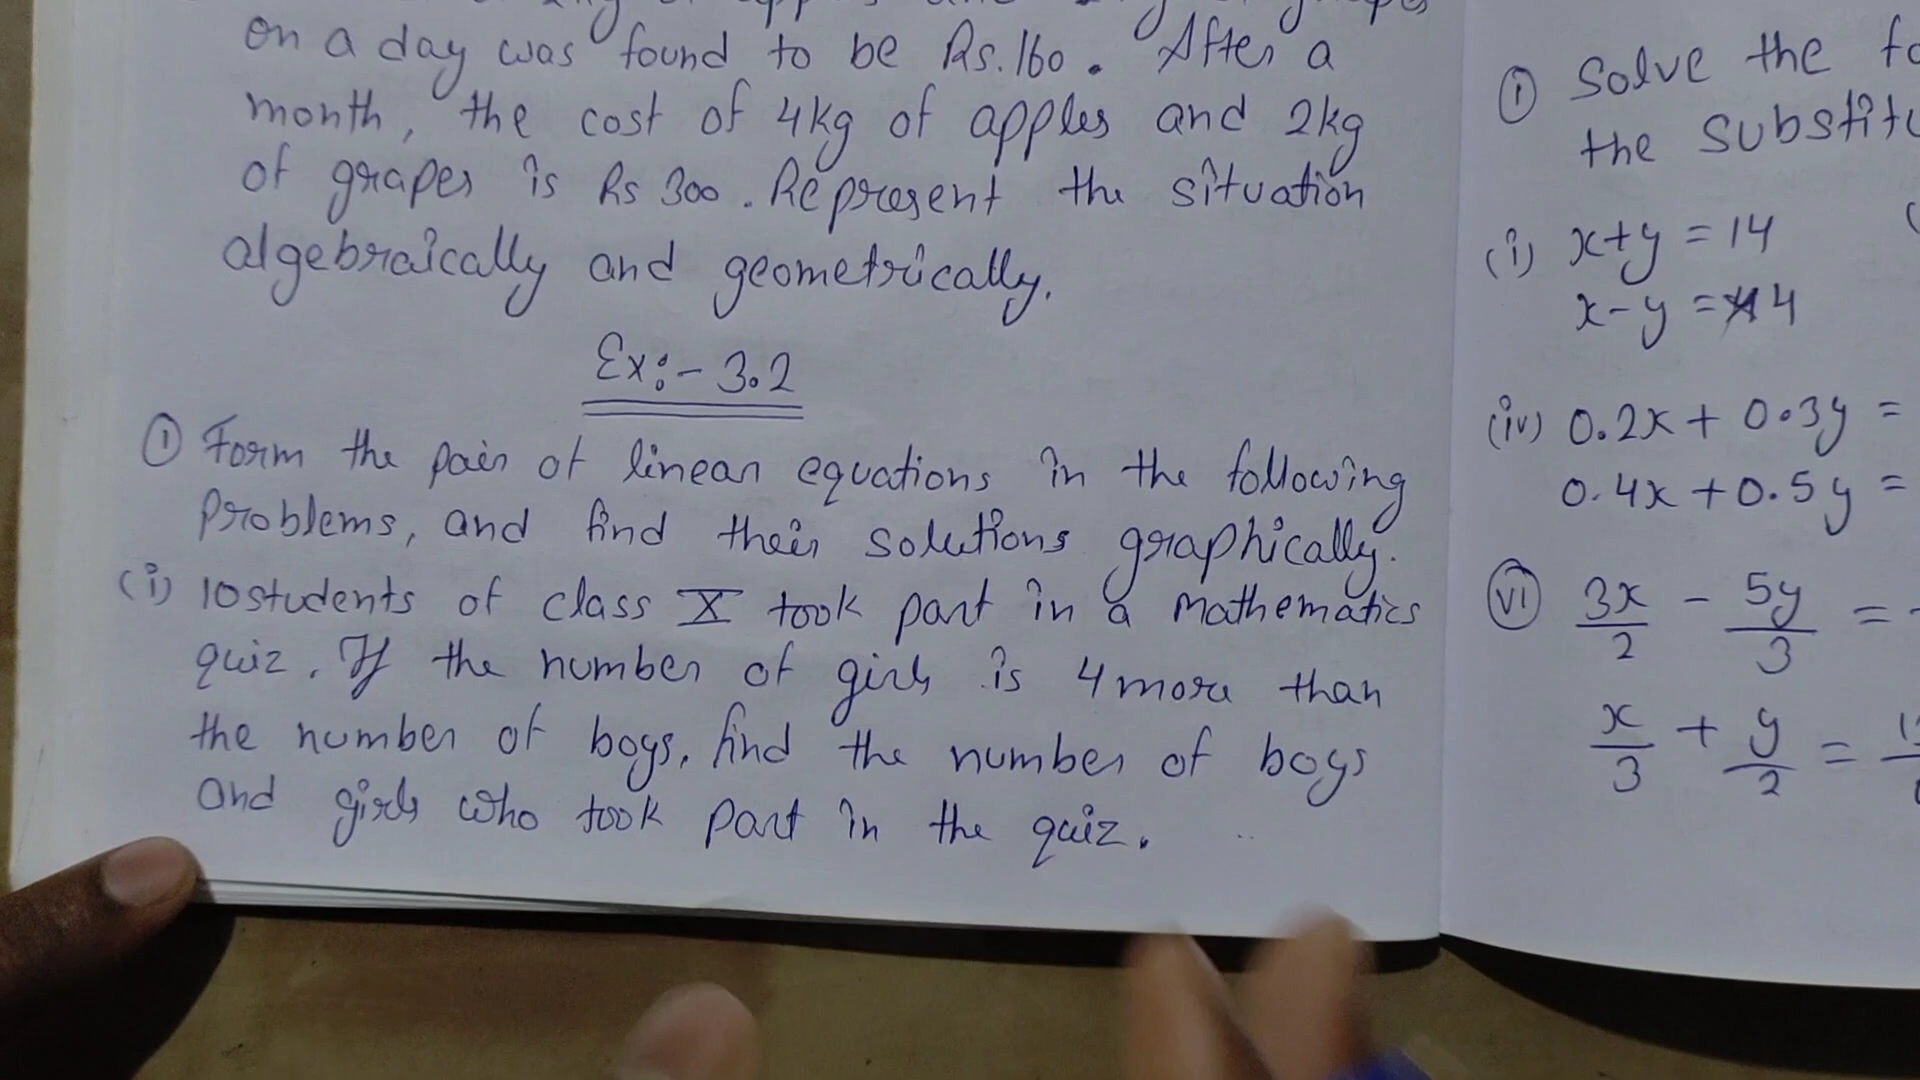 on a day was found to be Rs.160. After a
month, the cost of 4kg of apples and 2kg
of grapes is Rs 300. Represent the situation
algebraically and geometrically.
Ex:- 3.2
① Form the pair of linear equations in the following
Problems, and find their solutions graphically.
(i) 10 students of class X took part in a Mathematics
quiz. If the number of girls is 4 more than
the number of boys, find the number of boys
and girls who took part in the quiz.
① Solve the
the
(i) x+y = 14
x-y = 4
(iv) 0.2x + 0.3y =
0.4x + 0.5y =
(vi) 3x/2 - 5y/3 =
x/3 + y/2 =